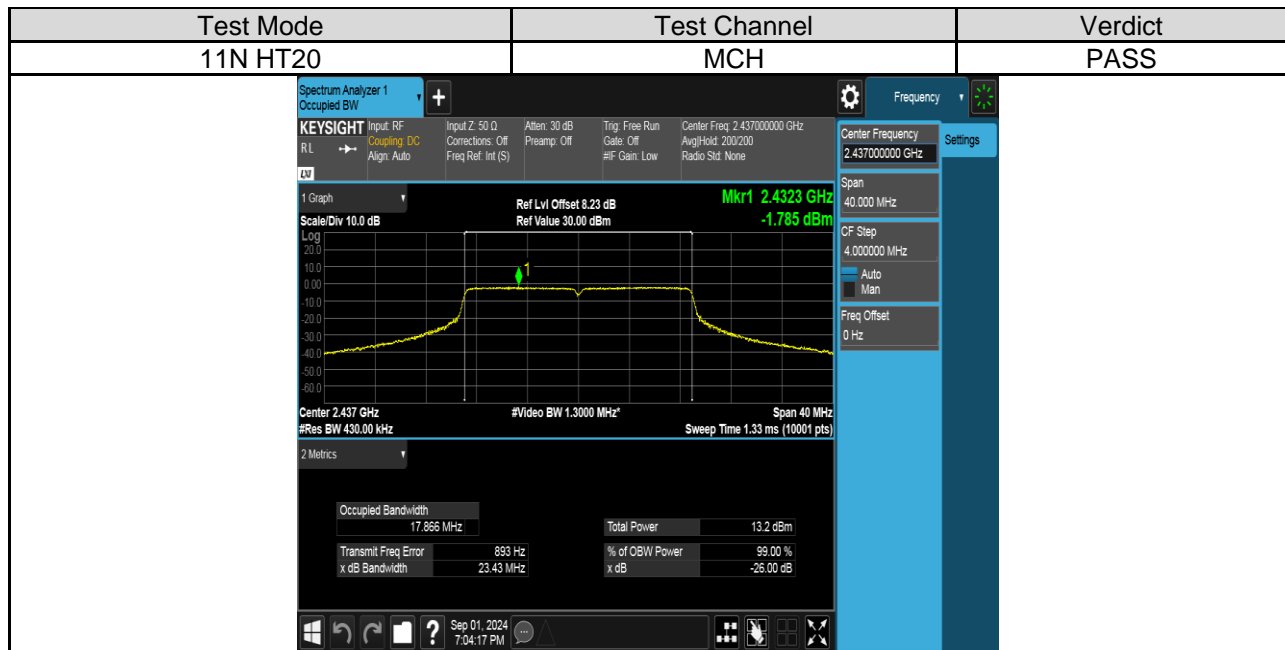 Test Mode Test Channel Verdict
11N HT20 MCH PASS
Spectrum Analyzer 1
Occupied BW
+
Frequency
KEYSIGHT
RL
LXI
Input: RF
Coupling: DC
Align: Auto
Input Z: 50 Ω
Corrections: Off
Freq Ref: Int (S)
Atten: 30 dB
Preamp: Off
Trig: Free Run
Gate: Off
#IF Gain: Low
Center Freq: 2.437000000 GHz
Avg|Hold: 200/200
Radio Std: None
Center Frequency
2.437000000 GHz
Settings
Span
40.000 MHz
CF Step
4.000000 MHz
Auto
Man
Freq Offset
0 Hz
1 Graph
Scale/Div 10.0 dB
Ref Lvl Offset 8.23 dB
Ref Value 30.00 dBm
Mkr1 2.4323 GHz
-1.785 dBm
Log
20.0
10.0
0.00
-10.0
-20.0
-30.0
-40.0
-50.0
-60.0
1
Center 2.437 GHz #Video BW 1.3000 MHz* Span 40 MHz
#Res BW 430.00 kHz Sweep Time 1.33 ms (10001 pts)
2 Metrics
Occupied Bandwidth
17.866 MHz Total Power 13.2 dBm
Transmit Freq Error 893 Hz % of OBW Power 99.00 %
x dB Bandwidth 23.43 MHz x dB -26.00 dB
?
Sep 01, 2024
7:04:17 PM